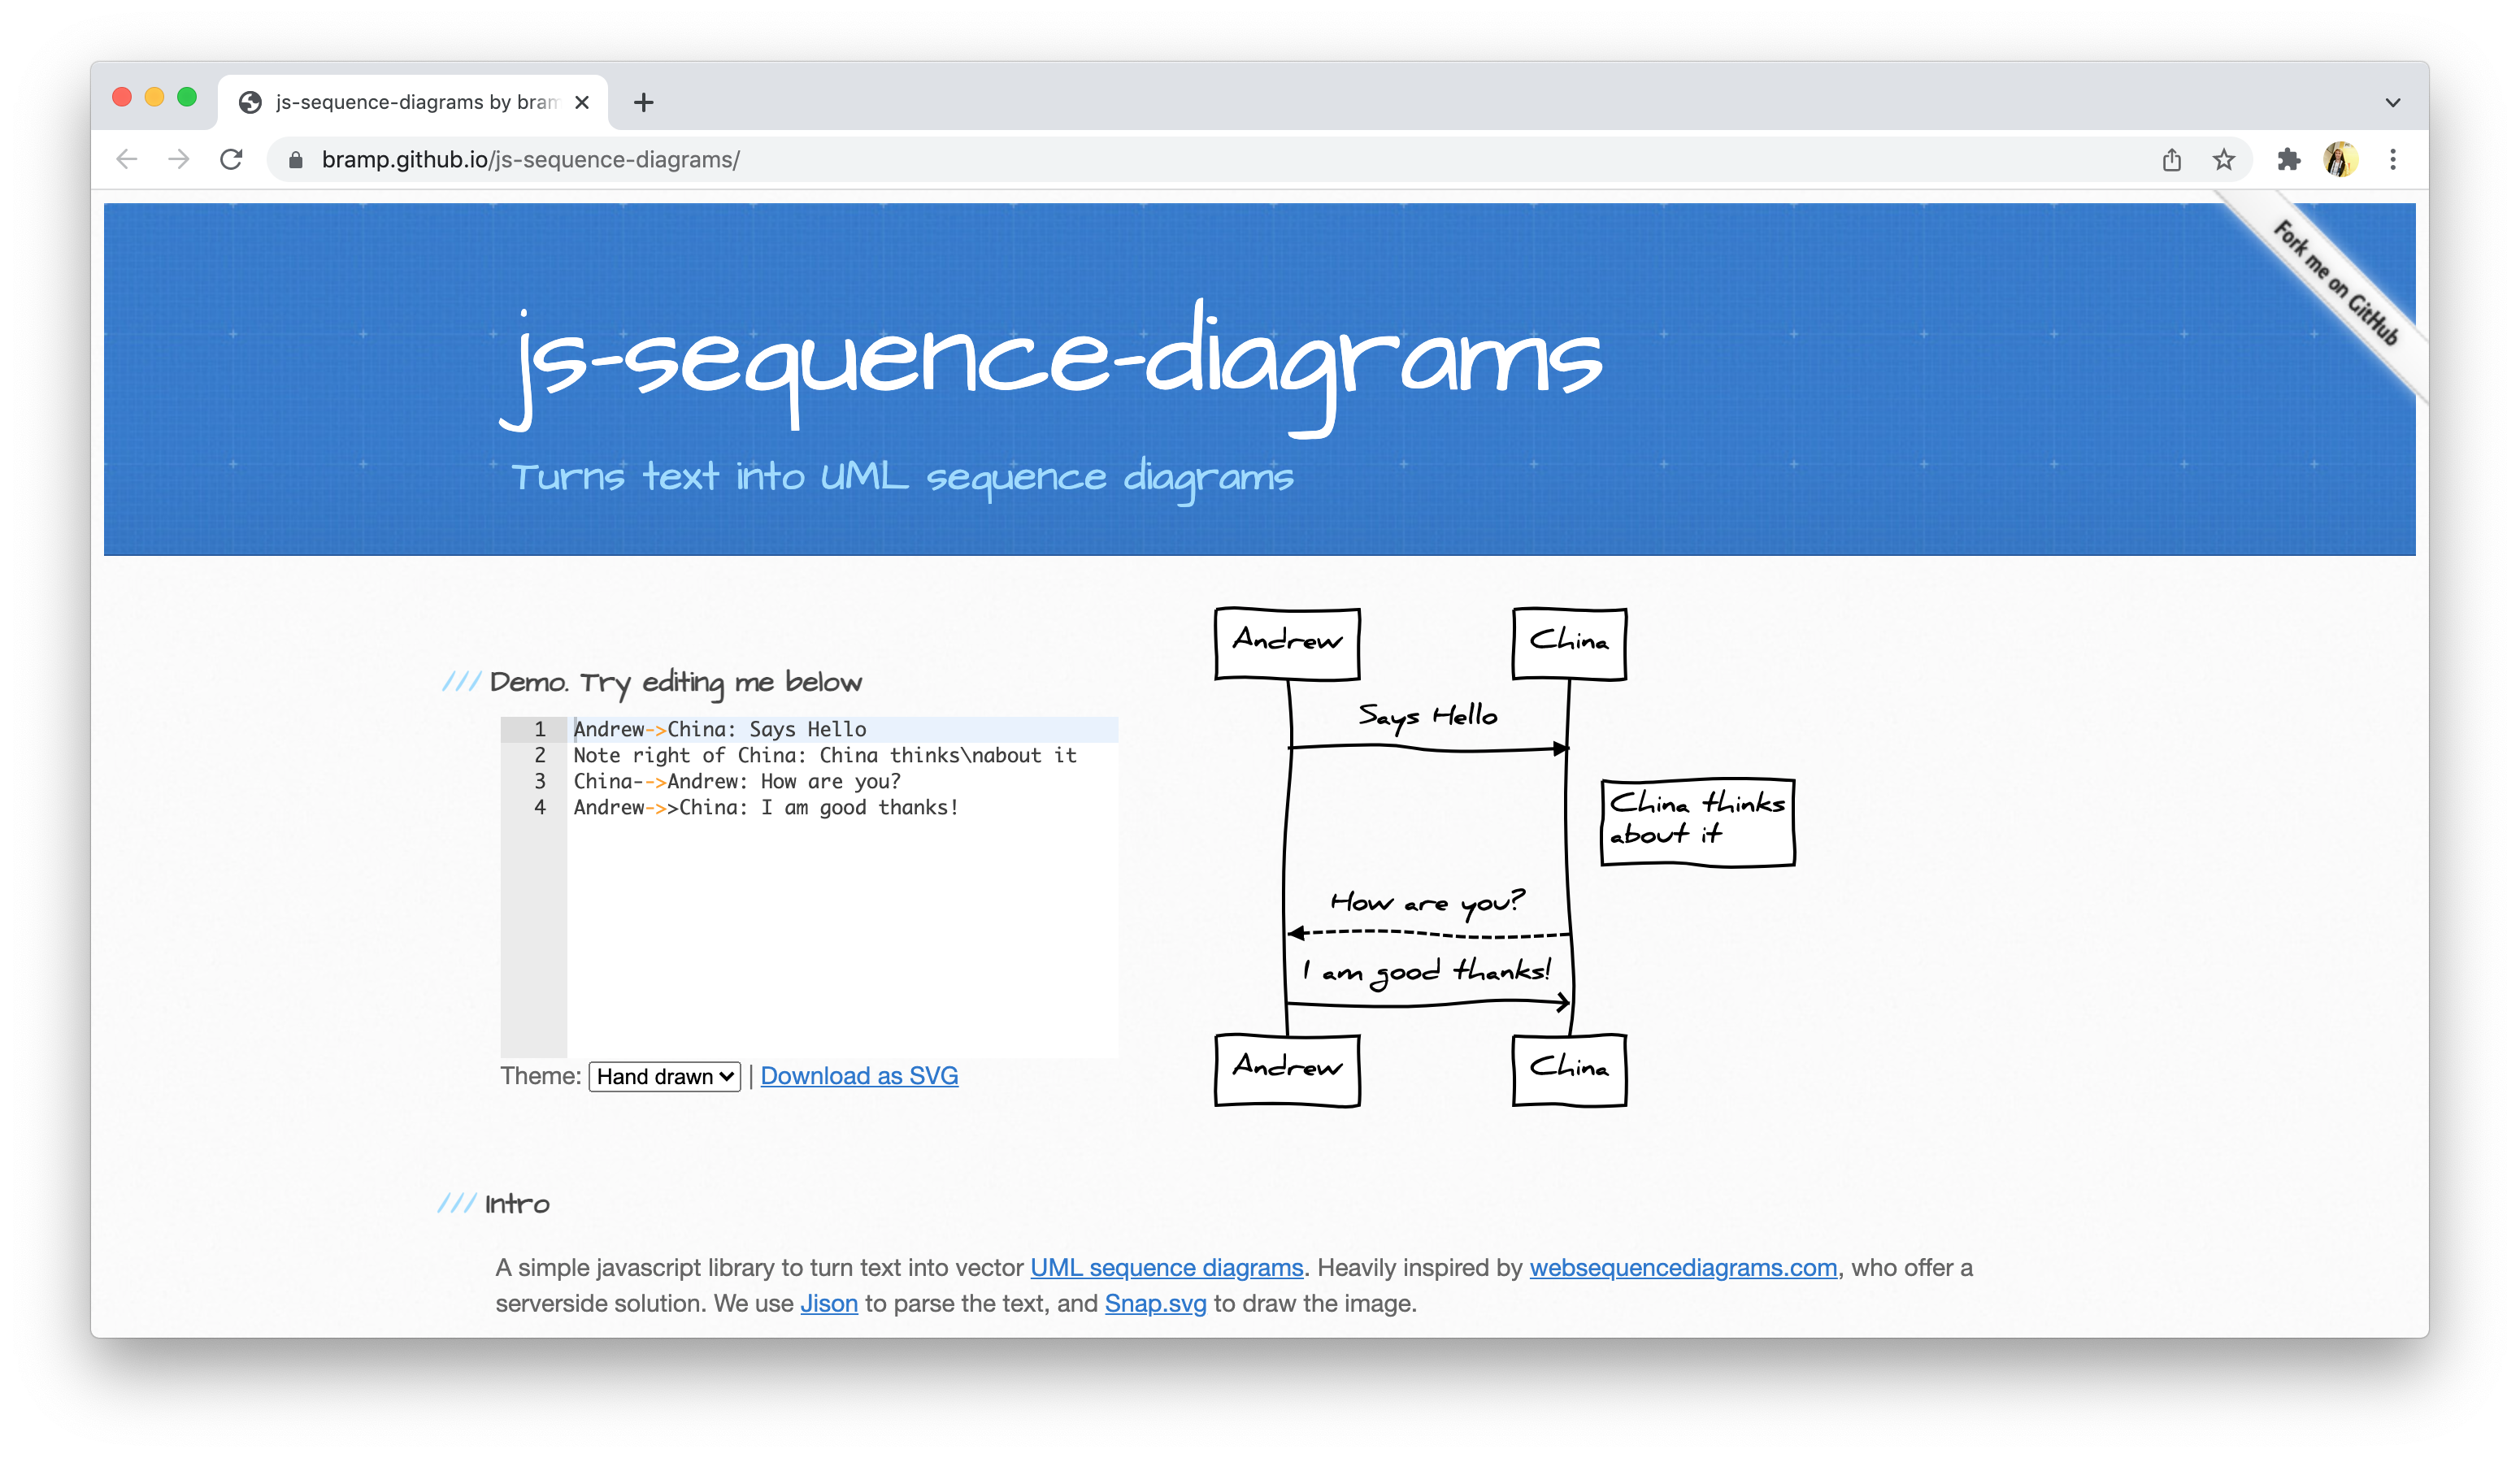 js-sequence-diagrams by bram
bramp.github.io/js-sequence-diagrams/
Fork me on GitHub
js-sequence-diagrams
Turns text into UML sequence diagrams
/// Demo. Try editing me below
1 Andrew->China: Says Hello
2 Note right of China: China thinks\nabout it
3 China-->Andrew: How are you?
4 Andrew->>China: I am good thanks!
Theme: Hand drawn | Download as SVG
Andrew China
Says Hello
China thinks
about it
How are you?
I am good thanks!
Andrew China
/// Intro
A simple javascript library to turn text into vector UML sequence diagrams. Heavily inspired by websequencediagrams.com, who offer a
serverside solution. We use Jison to parse the text, and Snap.svg to draw the image.